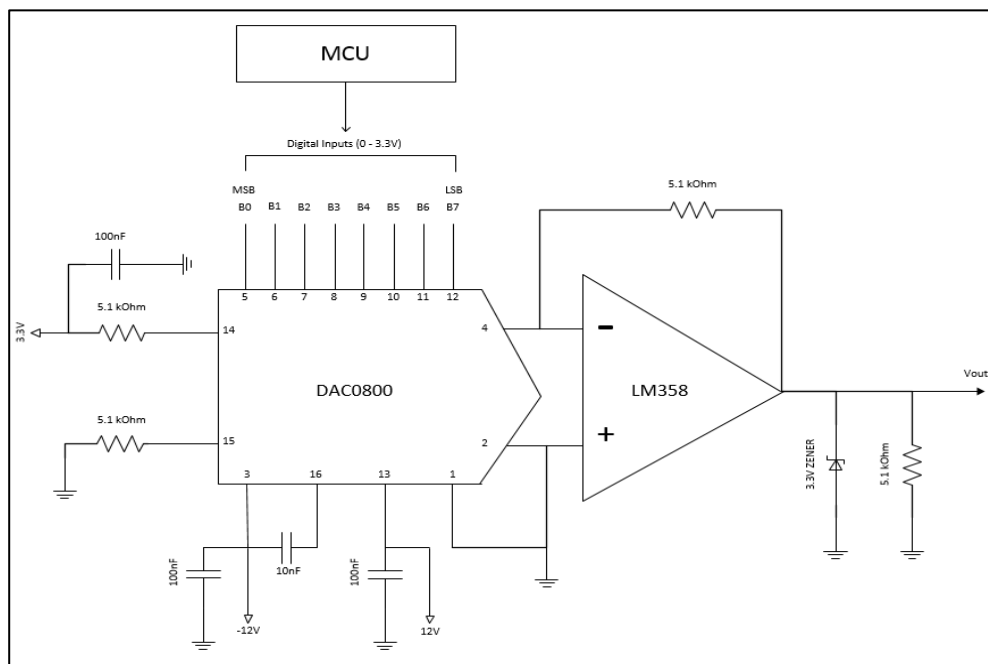 MCU
Digital Inputs (0 - 3.3V)
MSB LSB
B0 B1 B2 B3 B4 B5 B6 B7
5.1 kOhm
100nF
5 6 7 8 9 10 11 12
5.1 kOhm
3.3V
14
4
-
DAC0800
LM358
Vout
5.1 kOhm
15
2
+
3.3V ZENER
5.1 kOhm
3 16 13 1
100nF
10nF
100nF
-12V
12V